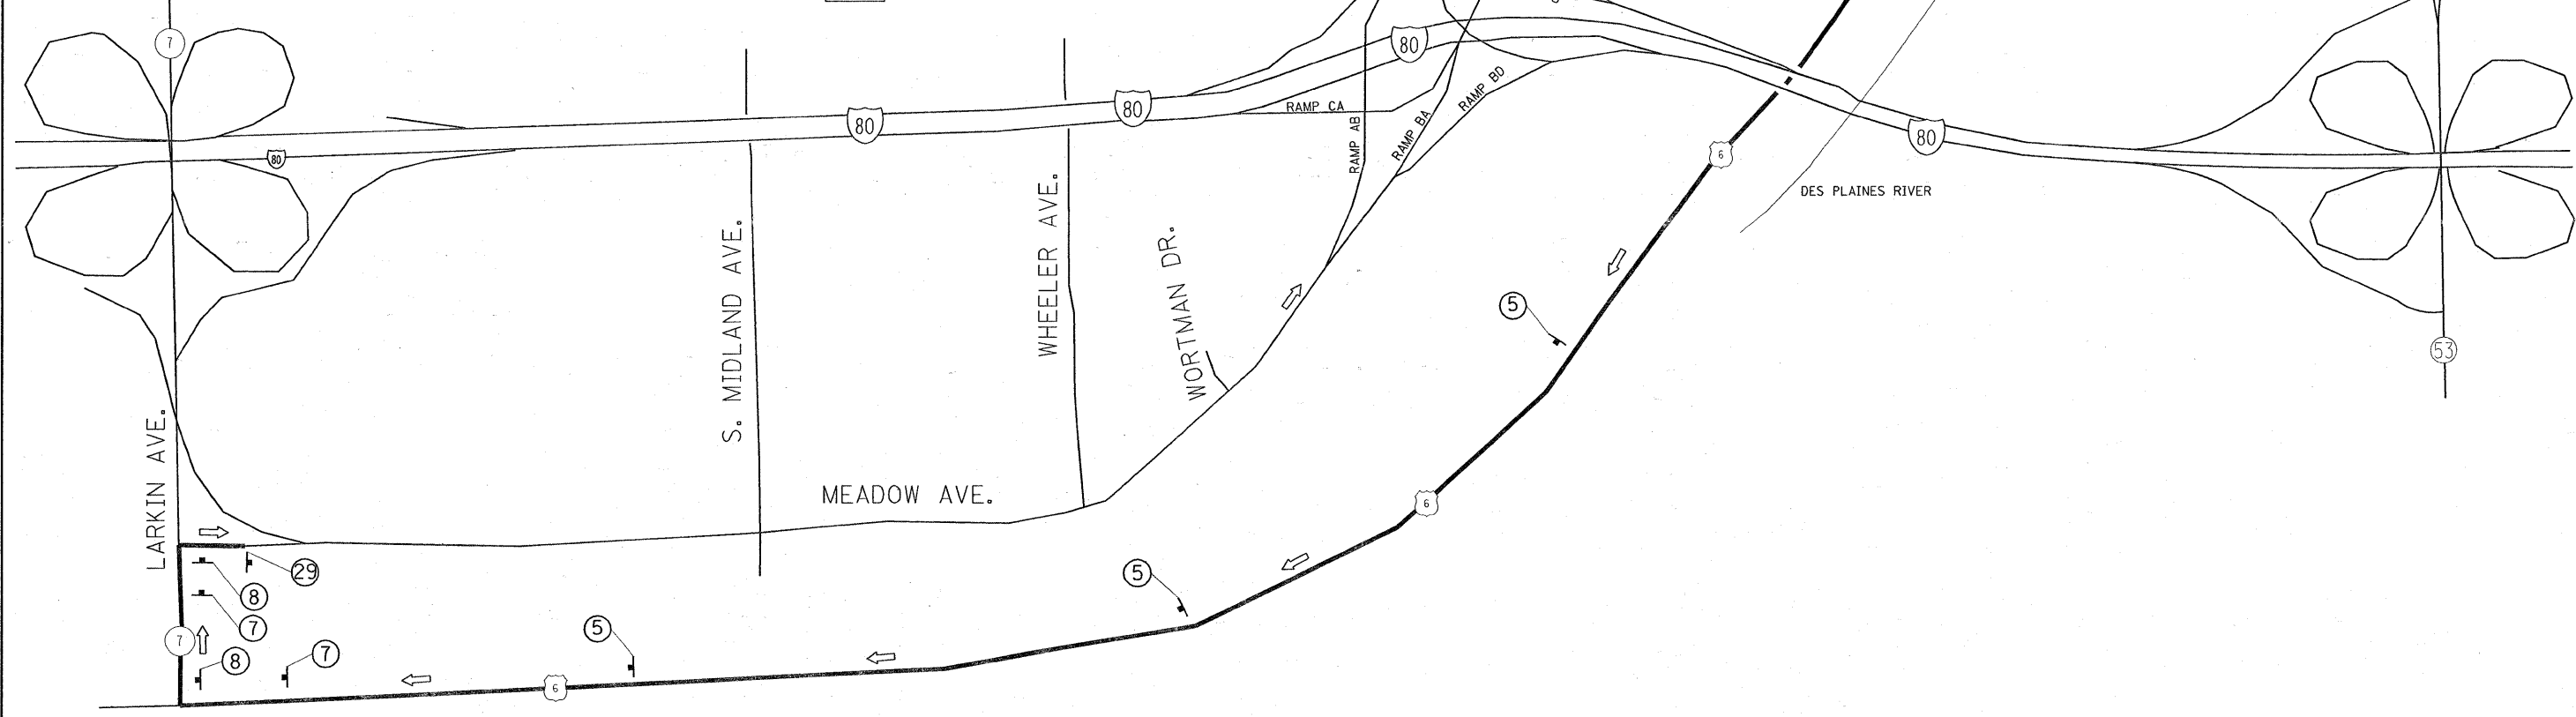 7
80
80
80
80
80
RAMP CA
RAMP AB
RAMP BA
RAMP BD
6
DES PLAINES RIVER
S. MIDLAND AVE.
WHEELER AVE.
WORTMAN DR.
5
53
LARKIN AVE.
MEADOW AVE.
6
29
8
7
5
5
7
8
7
6